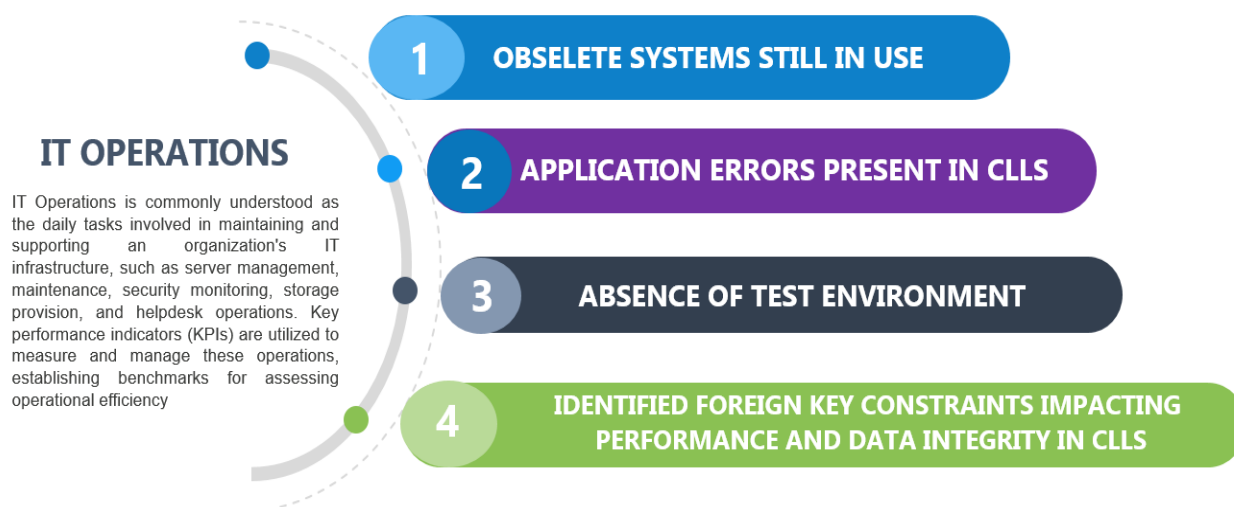 IT OPERATIONS
IT Operations is commonly understood as
the daily tasks involved in maintaining and
supporting an organization's IT
infrastructure, such as server management,
maintenance, security monitoring, storage
provision, and helpdesk operations. Key
performance indicators (KPIs) are utilized to
measure and manage these operations,
establishing benchmarks for assessing
operational efficiency
1
OBSELETE SYSTEMS STILL IN USE
2
APPLICATION ERRORS PRESENT IN CLLS
3
ABSENCE OF TEST ENVIRONMENT
4
IDENTIFIED FOREIGN KEY CONSTRAINTS IMPACTING
PERFORMANCE AND DATA INTEGRITY IN CLLS